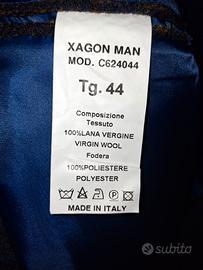 XAGON MAN
MOD. C624044
Tg. 44
Composizione
Tessuto
100%LANA VERGINE
VIRGIN WOOL
Fodera
100%POLIESTERE
POLYESTER
MADE IN ITALY
subito